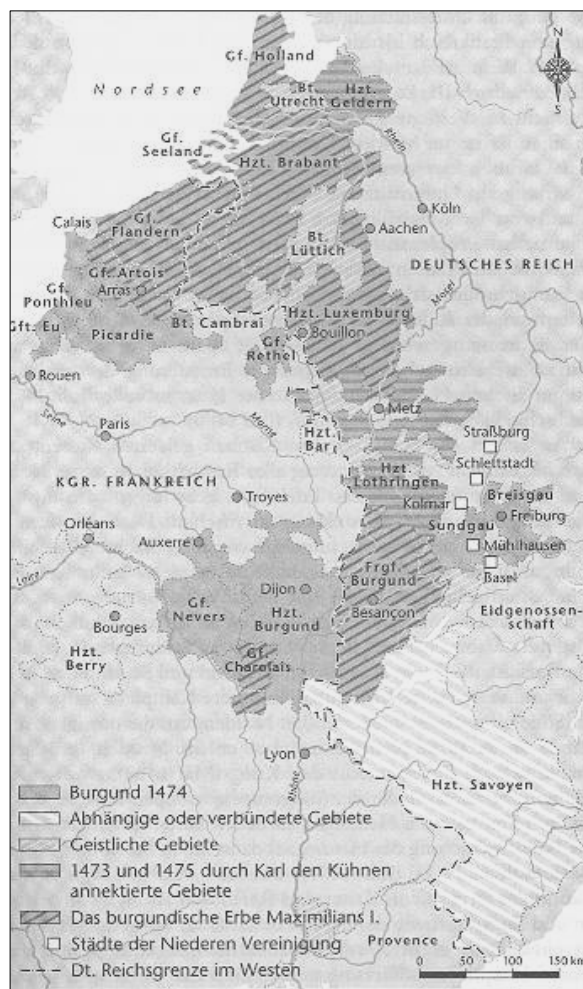 N
S
Nordsee
Gf. Holland
Bt.
Utrecht
Hzt.
Geldern
Gf.
Seeland
Hzt. Brabant
Rhein
Köln
Aachen
Calais
Gf.
Flandern
Bt.
Lüttich
DEUTSCHES REICH
Gf. Artois
Arras
Gf.
Ponthieu
Mosel
Gft. Eu
Picardie
Bt. Cambrai
Hzt. Luxemburg
Bouillon
Gf.
Rethel
Rouen
Seine
Paris
Marne
Metz
Hzt.
Bar
Straßburg
Schlettstadt
KGR. FRANKREICH
Troyes
Hzt.
Lothringen
Kolmar
Breisgau
Freiburg
Sundgau
Orléans
Auxerre
Mühlhausen
Loire
Basel
Frgf.
Burgund
Gf.
Nevers
Dijon
Hzt.
Burgund
Besançon
Eidgenossen-
schaft
Bourges
Hzt.
Berry
Gf.
Charolais
Lyon
Rhône
Hzt. Savoyen
Burgund 1474
Abhängige oder verbündete Gebiete
Geistliche Gebiete
1473 und 1475 durch Karl den Kühnen
annektierte Gebiete
Das burgundische Erbe Maximilians I.
Städte der Niederen Vereinigung
Provence
Dt. Reichsgrenze im Westen
0 50 100 150 km